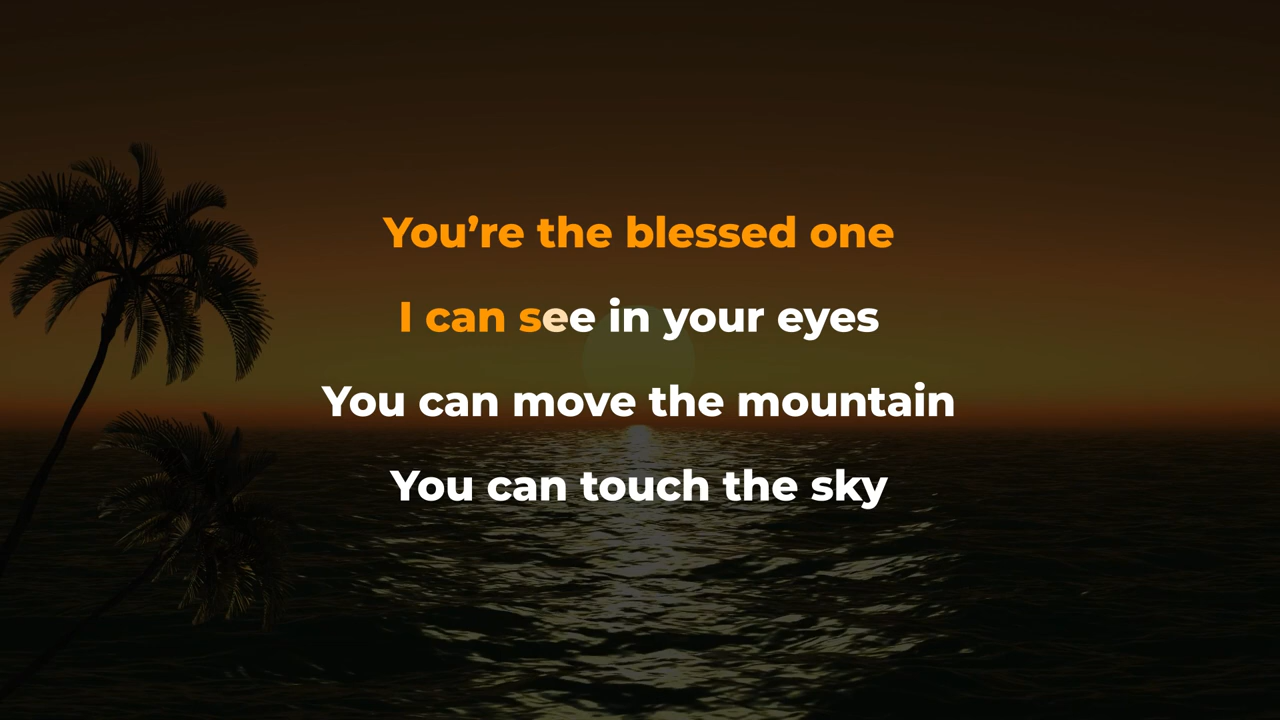 You’re the blessed one
I can see in your eyes
You can move the mountain
You can touch the sky